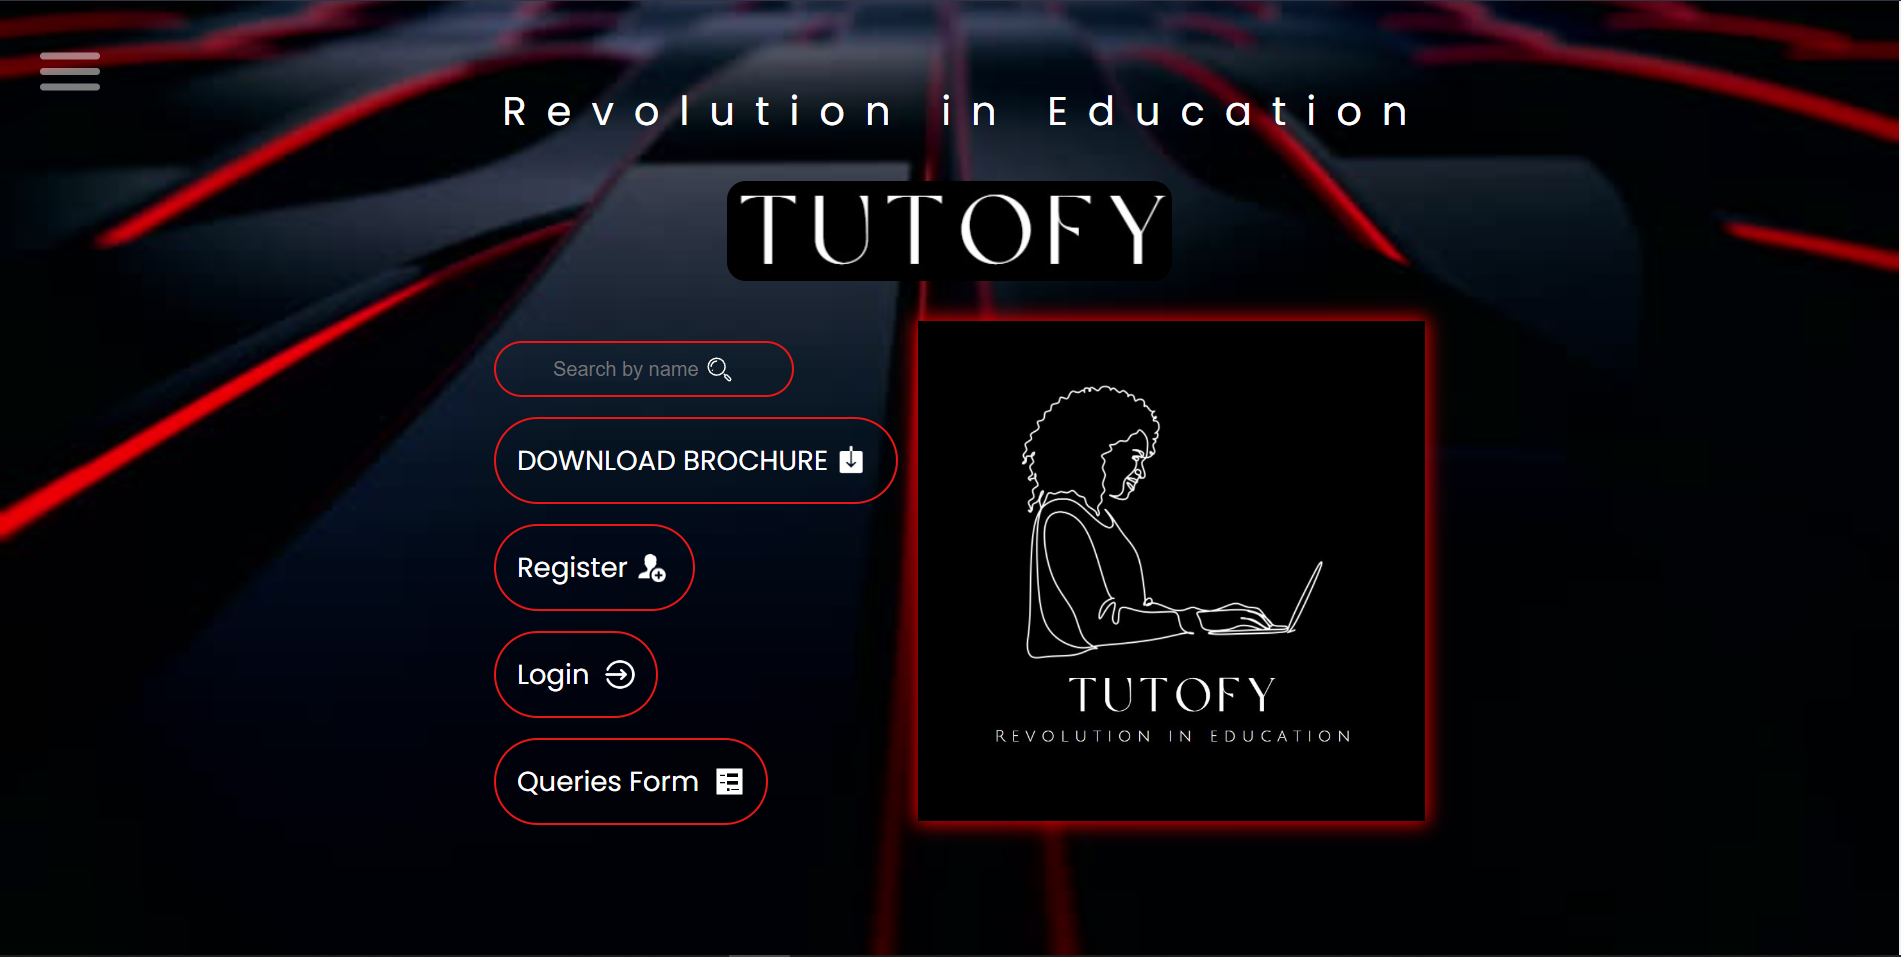 Revolution in Education
TUTOFY
Search by name
DOWNLOAD BROCHURE
Register
Login
Queries Form
TUTOFY
REVOLUTION IN EDUCATION